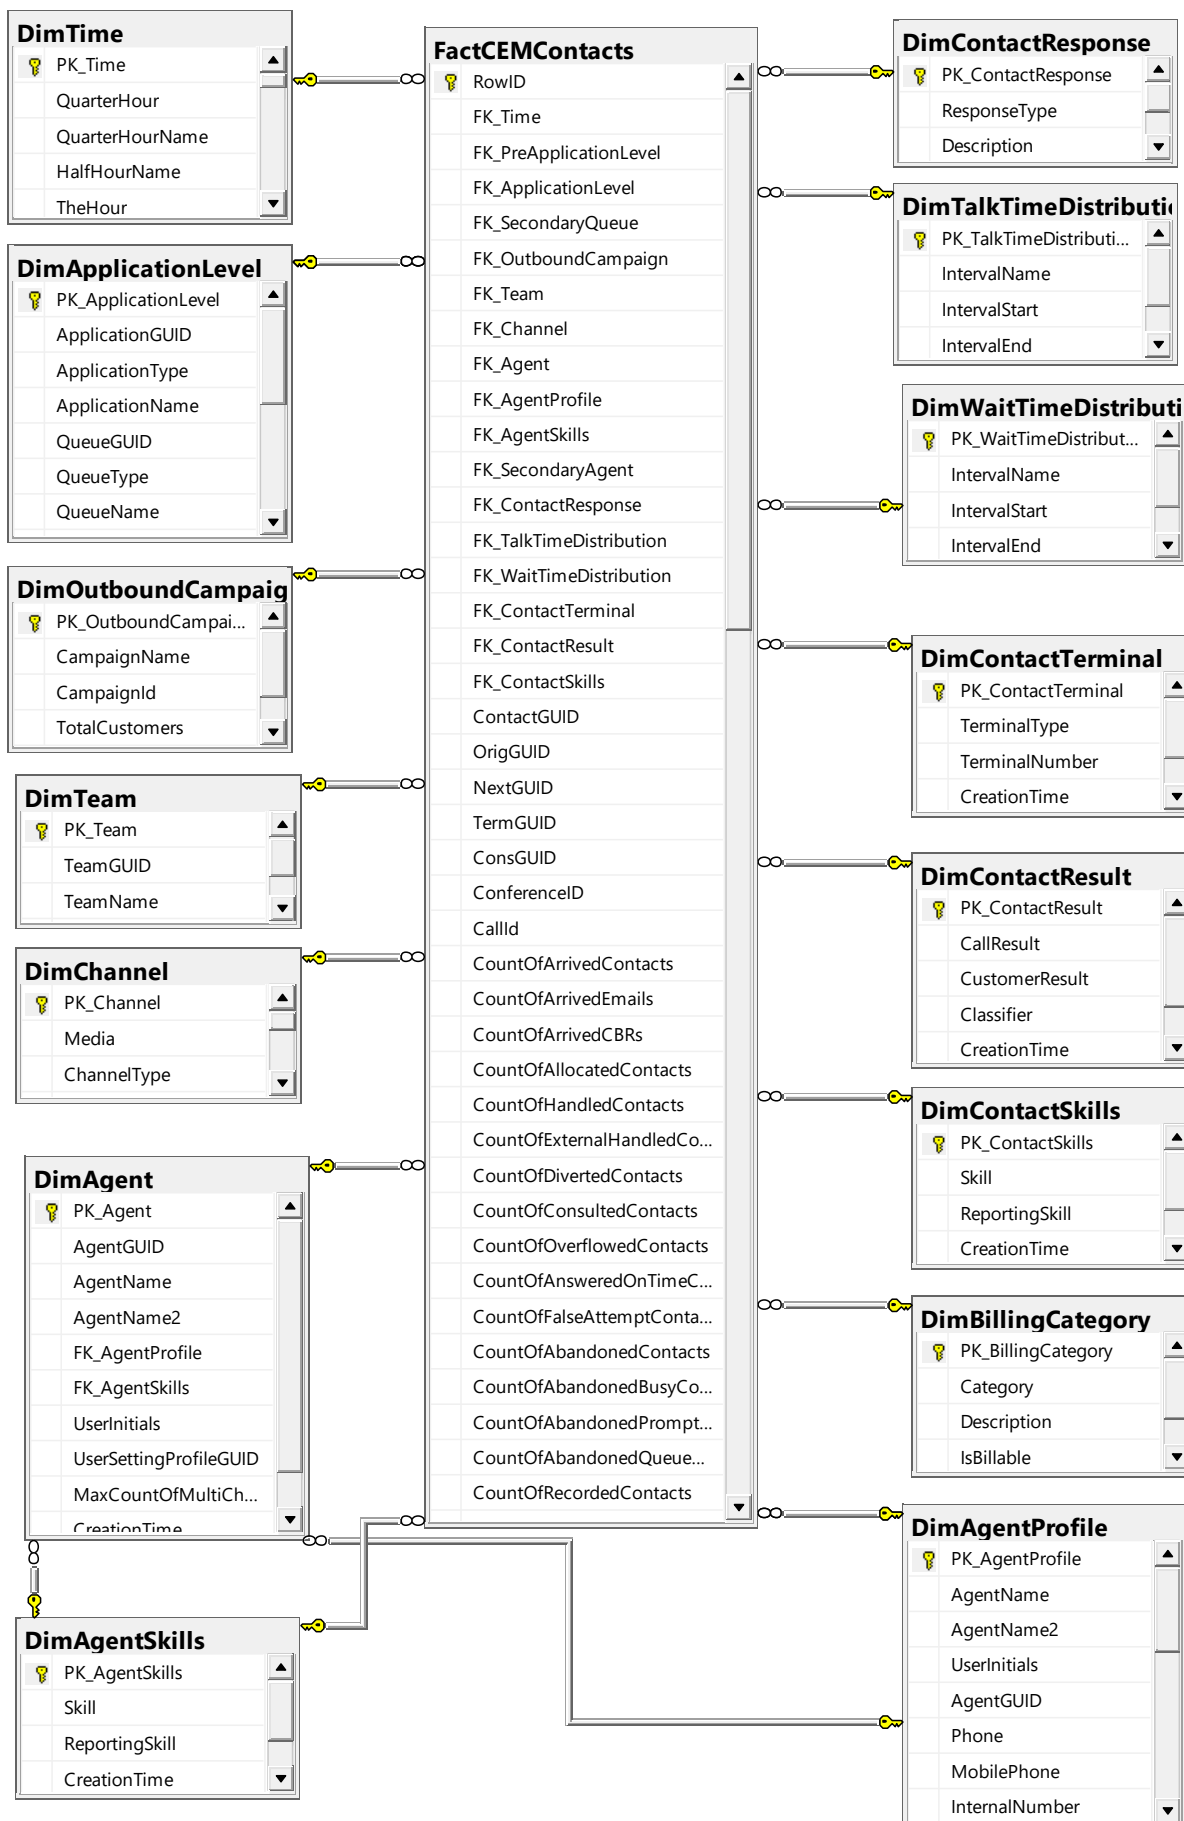 DimTime
PK_Time
QuarterHour
QuarterHourName
HalfHourName
TheHour
DimApplicationLevel
PK_ApplicationLevel
ApplicationGUID
ApplicationType
ApplicationName
QueueGUID
QueueType
QueueName
DimOutboundCampaig
PK_OutboundCampai...
CampaignName
CampaignId
TotalCustomers
DimTeam
PK_Team
TeamGUID
TeamName
DimChannel
PK_Channel
Media
ChannelType
DimAgent
PK_Agent
AgentGUID
AgentName
AgentName2
FK_AgentProfile
FK_AgentSkills
UserInitials
UserSettingProfileGUID
MaxCountOfMultiCh...
CreationTime
DimAgentSkills
PK_AgentSkills
Skill
ReportingSkill
CreationTime
FactCEMContacts
RowID
FK_Time
FK_PreApplicationLevel
FK_ApplicationLevel
FK_SecondaryQueue
FK_OutboundCampaign
FK_Team
FK_Channel
FK_Agent
FK_AgentProfile
FK_AgentSkills
FK_SecondaryAgent
FK_ContactResponse
FK_TalkTimeDistribution
FK_WaitTimeDistribution
FK_ContactTerminal
FK_ContactResult
FK_ContactSkills
ContactGUID
OrigGUID
NextGUID
TermGUID
ConsGUID
ConferenceID
CallId
CountOfArrivedContacts
CountOfArrivedEmails
CountOfArrivedCBRs
CountOfAllocatedContacts
CountOfHandledContacts
CountOfExternalHandledCo...
CountOfDivertedContacts
CountOfConsultedContacts
CountOfOverflowedContacts
CountOfAnsweredOnTimeC...
CountOfFalseAttemptConta...
CountOfAbandonedContacts
CountOfAbandonedBusyCo...
CountOfAbandonedPrompt...
CountOfAbandonedQueue...
CountOfRecordedContacts
DimContactResponse
PK_ContactResponse
ResponseType
Description
DimTalkTimeDistributi
PK_TalkTimeDistributi...
IntervalName
IntervalStart
IntervalEnd
DimWaitTimeDistributi
PK_WaitTimeDistribut...
IntervalName
IntervalStart
IntervalEnd
DimContactTerminal
PK_ContactTerminal
TerminalType
TerminalNumber
CreationTime
DimContactResult
PK_ContactResult
CallResult
CustomerResult
Classifier
CreationTime
DimContactSkills
PK_ContactSkills
Skill
ReportingSkill
CreationTime
DimBillingCategory
PK_BillingCategory
Category
Description
IsBillable
DimAgentProfile
PK_AgentProfile
AgentName
AgentName2
UserInitials
AgentGUID
Phone
MobilePhone
InternalNumber